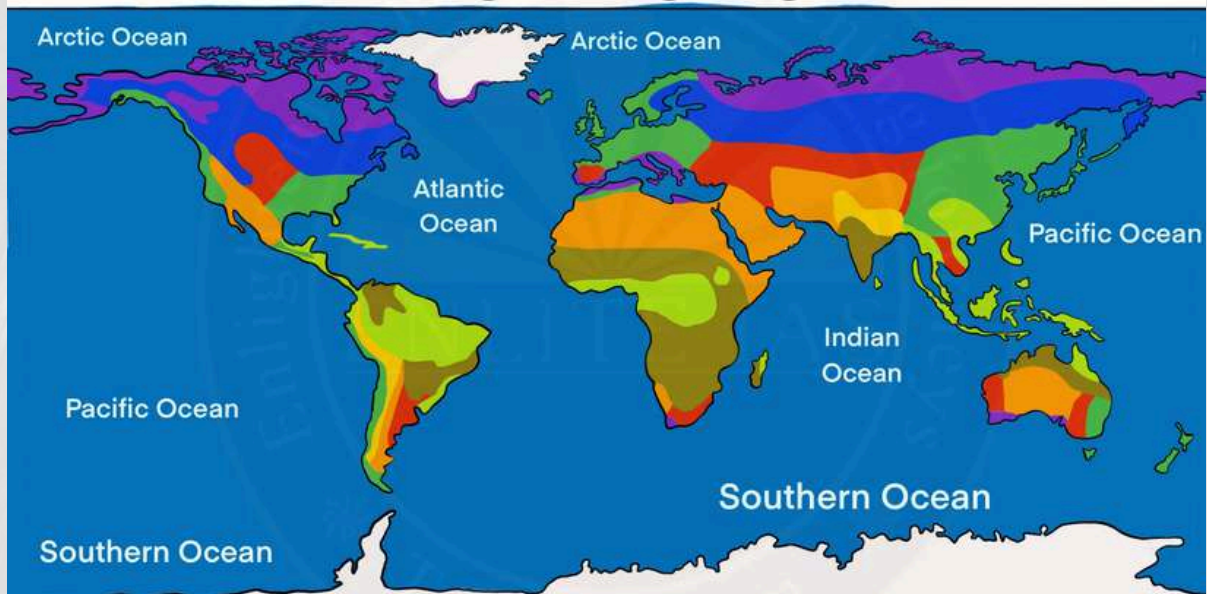 Arctic Ocean
Arctic Ocean
Atlantic
Ocean
Pacific Ocean
Indian
Ocean
Pacific Ocean
Southern Ocean
Southern Ocean